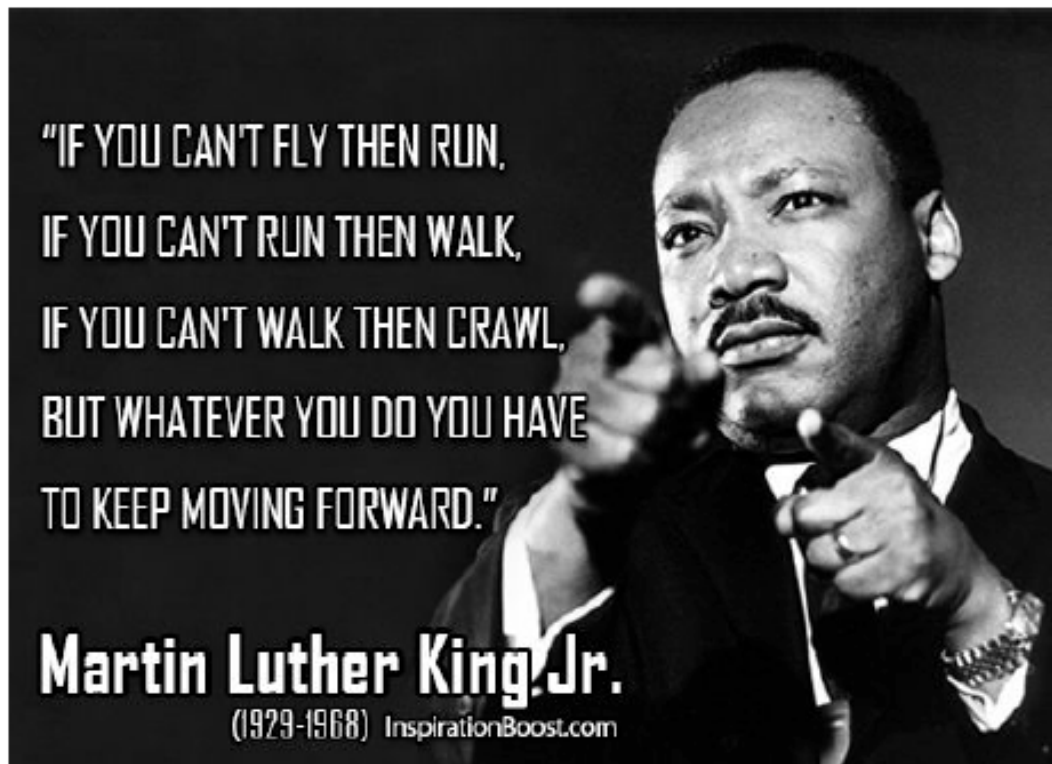 “IF YOU CAN'T FLY THEN RUN,
IF YOU CAN'T RUN THEN WALK,
IF YOU CAN'T WALK THEN CRAWL,
BUT WHATEVER YOU DO YOU HAVE
TO KEEP MOVING FORWARD.”
Martin Luther King Jr.
(1929-1968) InspirationBoost.com